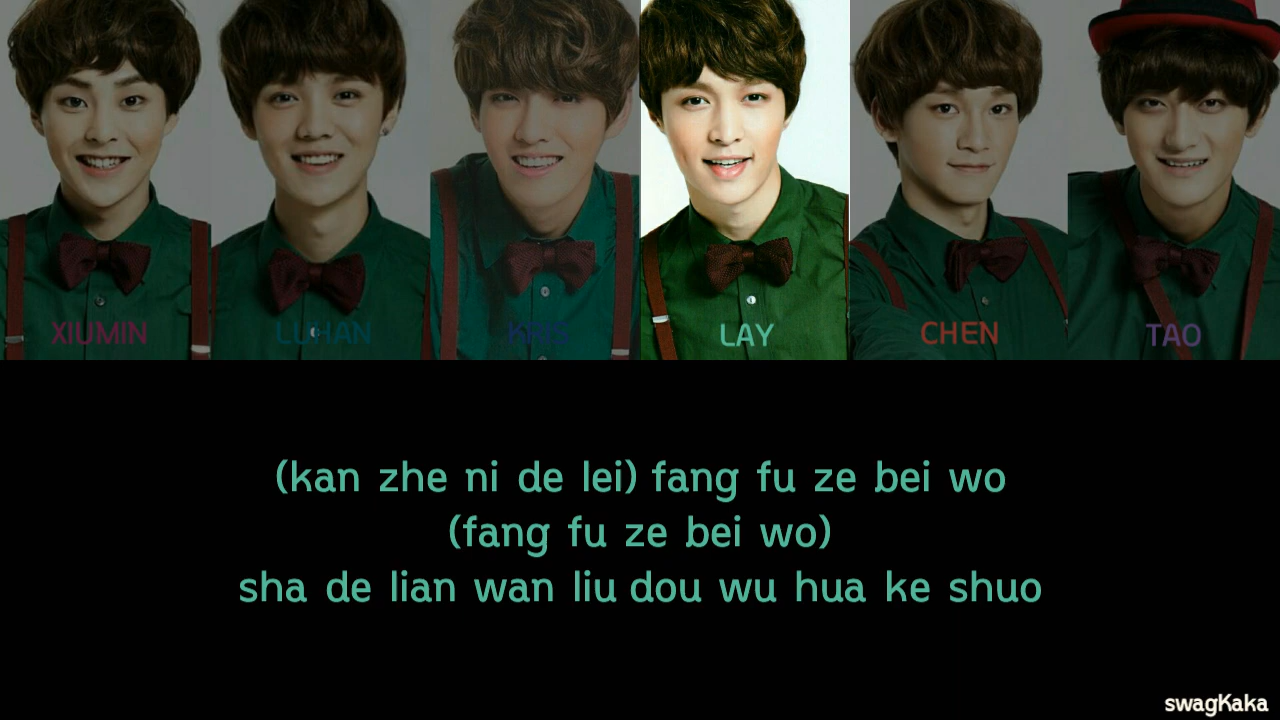 XIUMIN LUHAN KRIS LAY CHEN TAO
(kan zhe ni de lei) fang fu ze bei wo
(fang fu ze bei wo)
sha de lian wan liu dou wu hua ke shuo
swagKaka